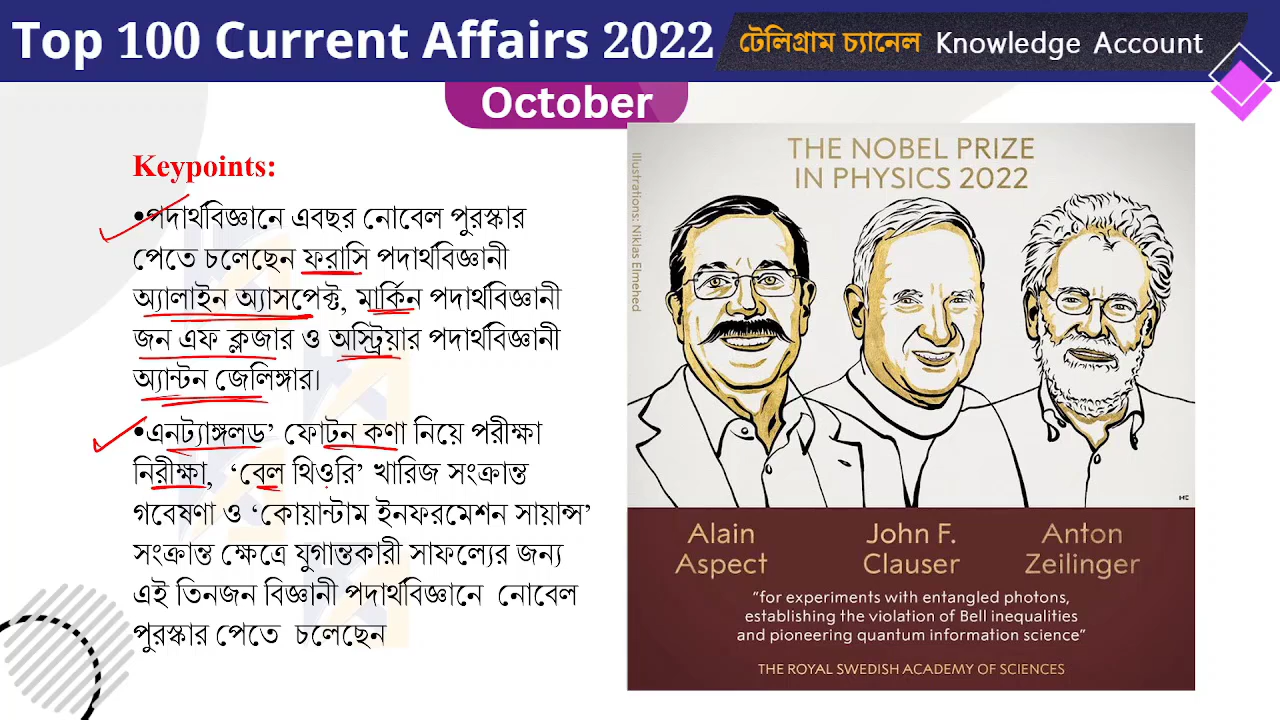 Top 100 Current Affairs 2022
টেলিগ্রাম চ্যানেল Knowledge Account
October
Keypoints:
•পদার্থবিজ্ঞানে এবছর নোবেল পুরস্কার
পেতে চলেছেন ফরাসি পদার্থবিজ্ঞানী
অ্যালাইন অ্যাসপেক্ট, মার্কিন পদার্থবিজ্ঞানী
জন এফ ক্লজার ও অস্ট্রিয়ার পদার্থবিজ্ঞানী
অ্যান্টন জেলিঙ্গার।
•এনট্যাঙ্গলড’ ফোটন কণা নিয়ে পরীক্ষা
নিরীক্ষা, ‘বেল থিওরি’ খারিজ সংক্রান্ত
গবেষণা ও ‘কোয়ান্টাম ইনফরমেশন সায়ান্স’
সংক্রান্ত ক্ষেত্রে যুগান্তকারী সাফল্যের জন্য
এই তিনজন বিজ্ঞানী পদার্থবিজ্ঞানে নোবেল
পুরস্কার পেতে চলেছেন
THE NOBEL PRIZE
IN PHYSICS 2022
Illustrations: Niklas Elmehed
Alain
Aspect
John F.
Clauser
Anton
Zeilinger
“for experiments with entangled photons,
establishing the violation of Bell inequalities
and pioneering quantum information science”
THE ROYAL SWEDISH ACADEMY OF SCIENCES